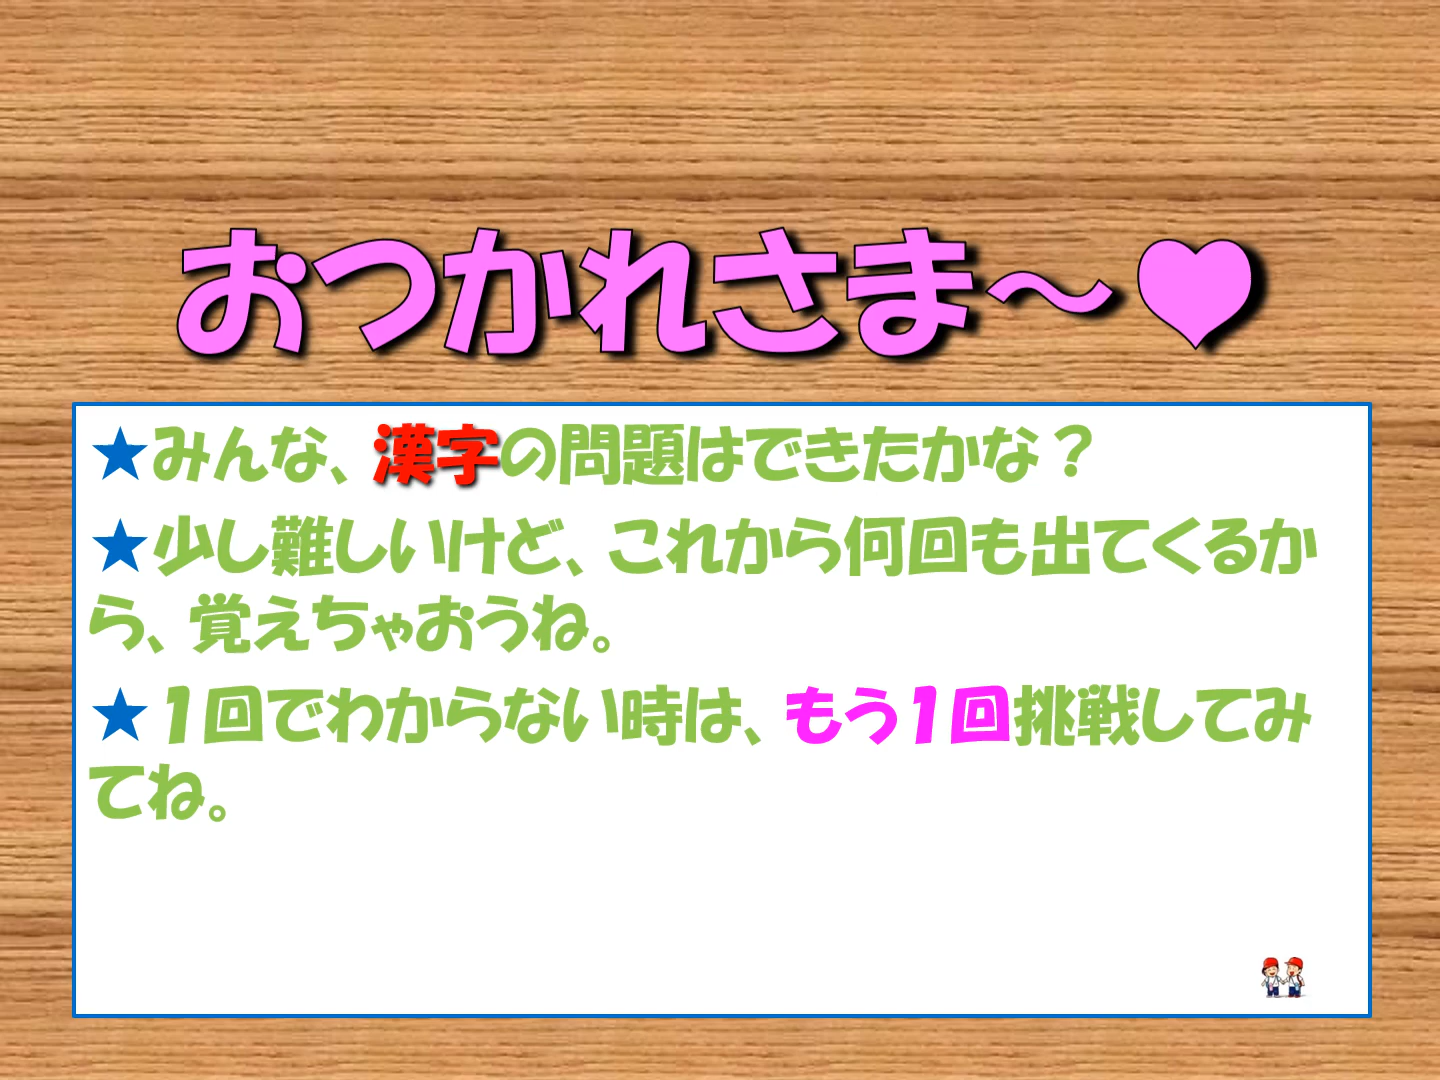 おつかれさま～♥
★みんな、漢字の問題はできたかな？
★少し難しいけど、これから何回も出てくるか
ら、覚えちゃおうね。
★１回でわからない時は、もう１回挑戦してみ
てね。